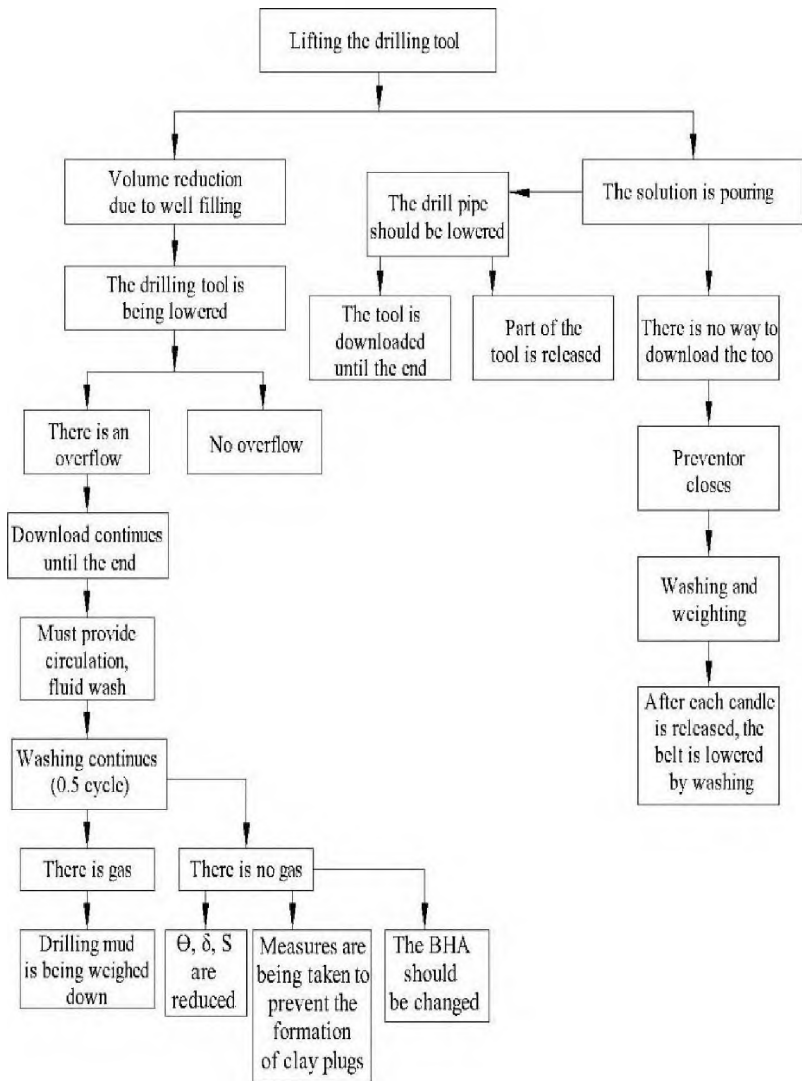 Lifting the drilling tool
Volume reduction
due to well filling
The drill pipe
should be lowered
The solution is pouring
The drilling tool is
being lowered
The tool is
downloaded
until the end
Part of the
tool is released
There is no way to
download the too
There is an
overflow
No overflow
Preventor
closes
Download continues
until the end
Washing and
weighting
Must provide
circulation,
fluid wash
After each candle
is released, the
belt is lowered
by washing
Washing continues
(0.5 cycle)
There is gas
There is no gas
Drilling mud
is being weighed
down
Ө, δ, S
are
reduced
Measures are
being taken to
prevent the
formation
of clay plugs
The BHA
should
be changed